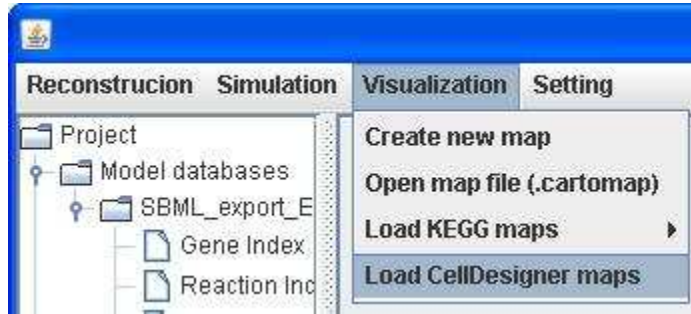 Reconstrucion Simulation Visualization Setting
Project
Model databases
SBML_export_E
Gene Index
Reaction Inc
Create new map
Open map file (.cartomap)
Load KEGG maps
Load CellDesigner maps